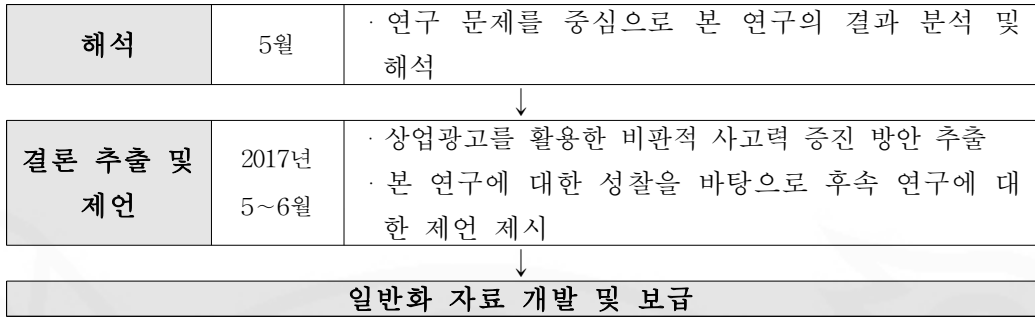 해석
5월
· 연구 문제를 중심으로 본 연구의 결과 분석 및
해석
↓
결론 추출 및
제언
2017년
5~6월
· 상업광고를 활용한 비판적 사고력 증진 방안 추출
· 본 연구에 대한 성찰을 바탕으로 후속 연구에 대
한 제언 제시
↓
일반화 자료 개발 및 보급